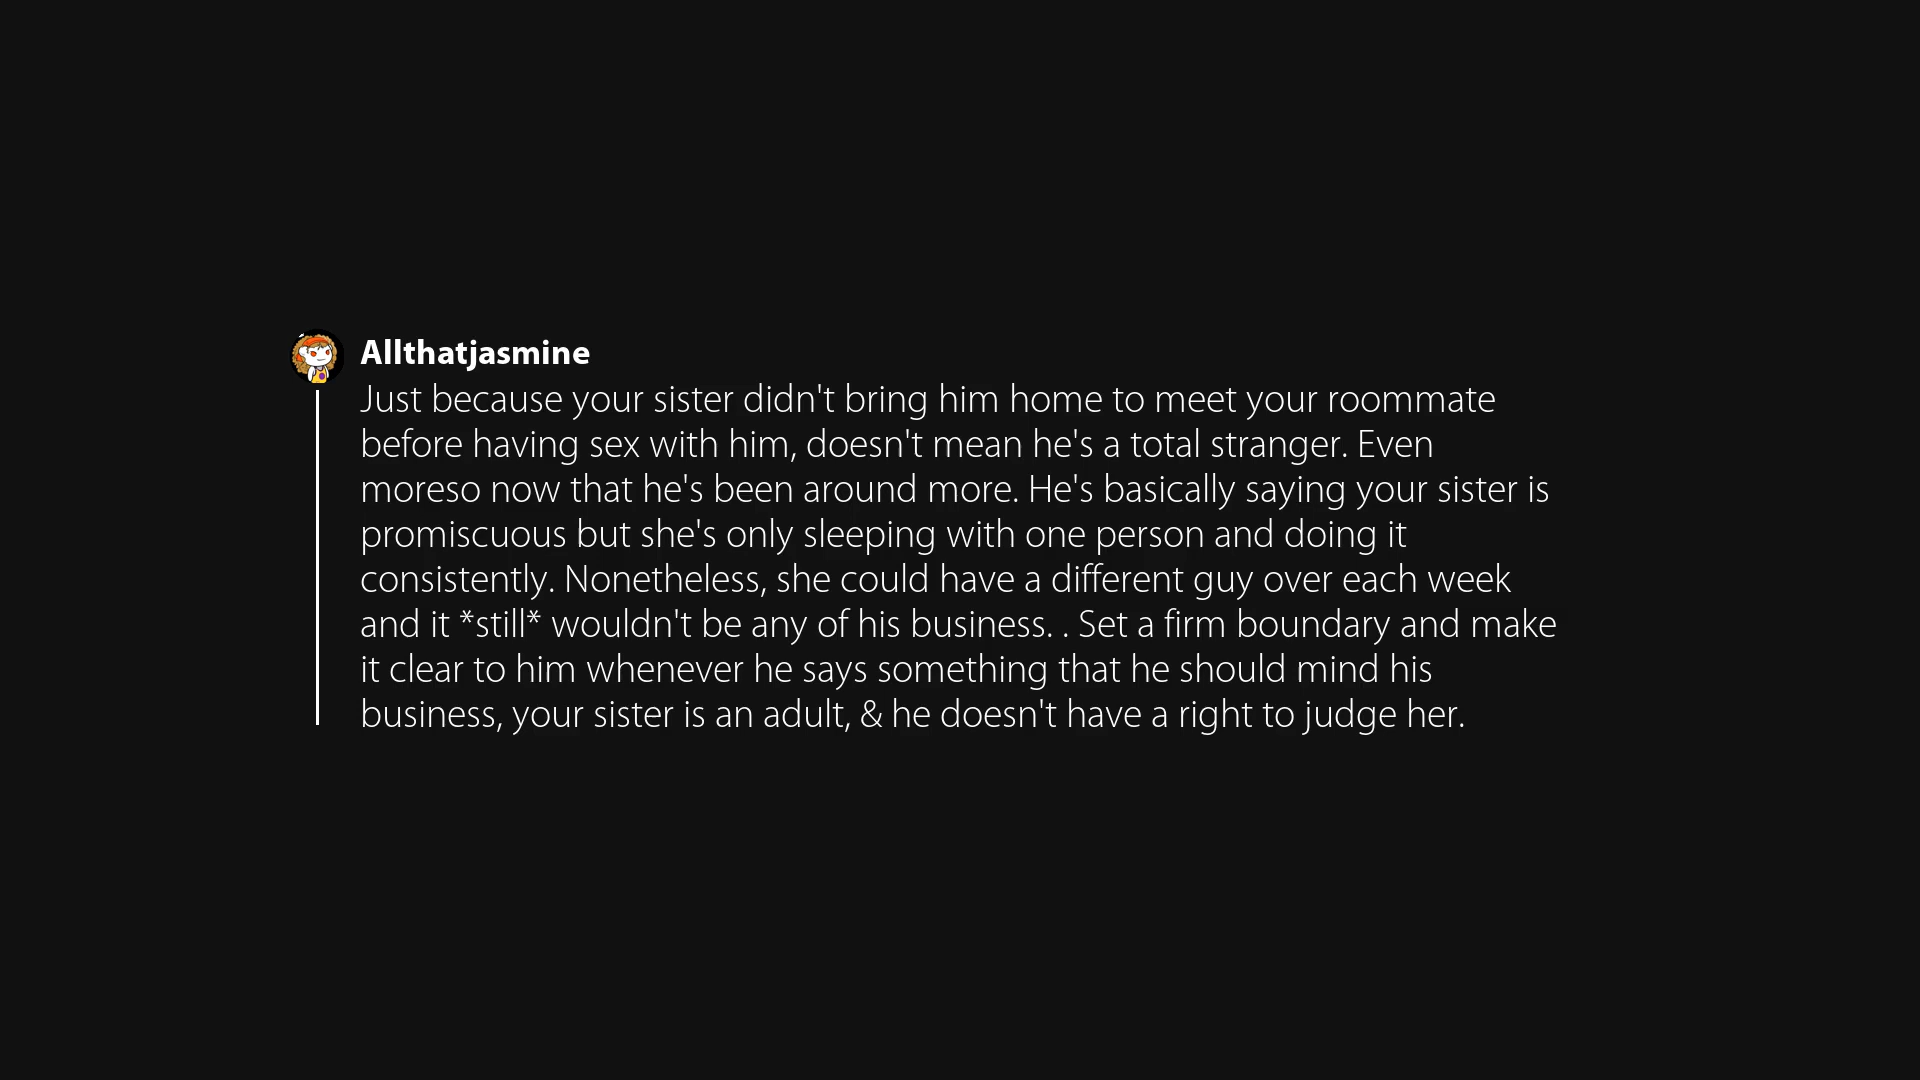 Allthatjasmine
Just because your sister didn't bring him home to meet your roommate
before having sex with him, doesn't mean he's a total stranger. Even
moreso now that he's been around more. He's basically saying your sister is
promiscuous but she's only sleeping with one person and doing it
consistently. Nonetheless, she could have a different guy over each week
and it *still* wouldn't be any of his business. . Set a firm boundary and make
it clear to him whenever he says something that he should mind his
business, your sister is an adult, & he doesn't have a right to judge her.